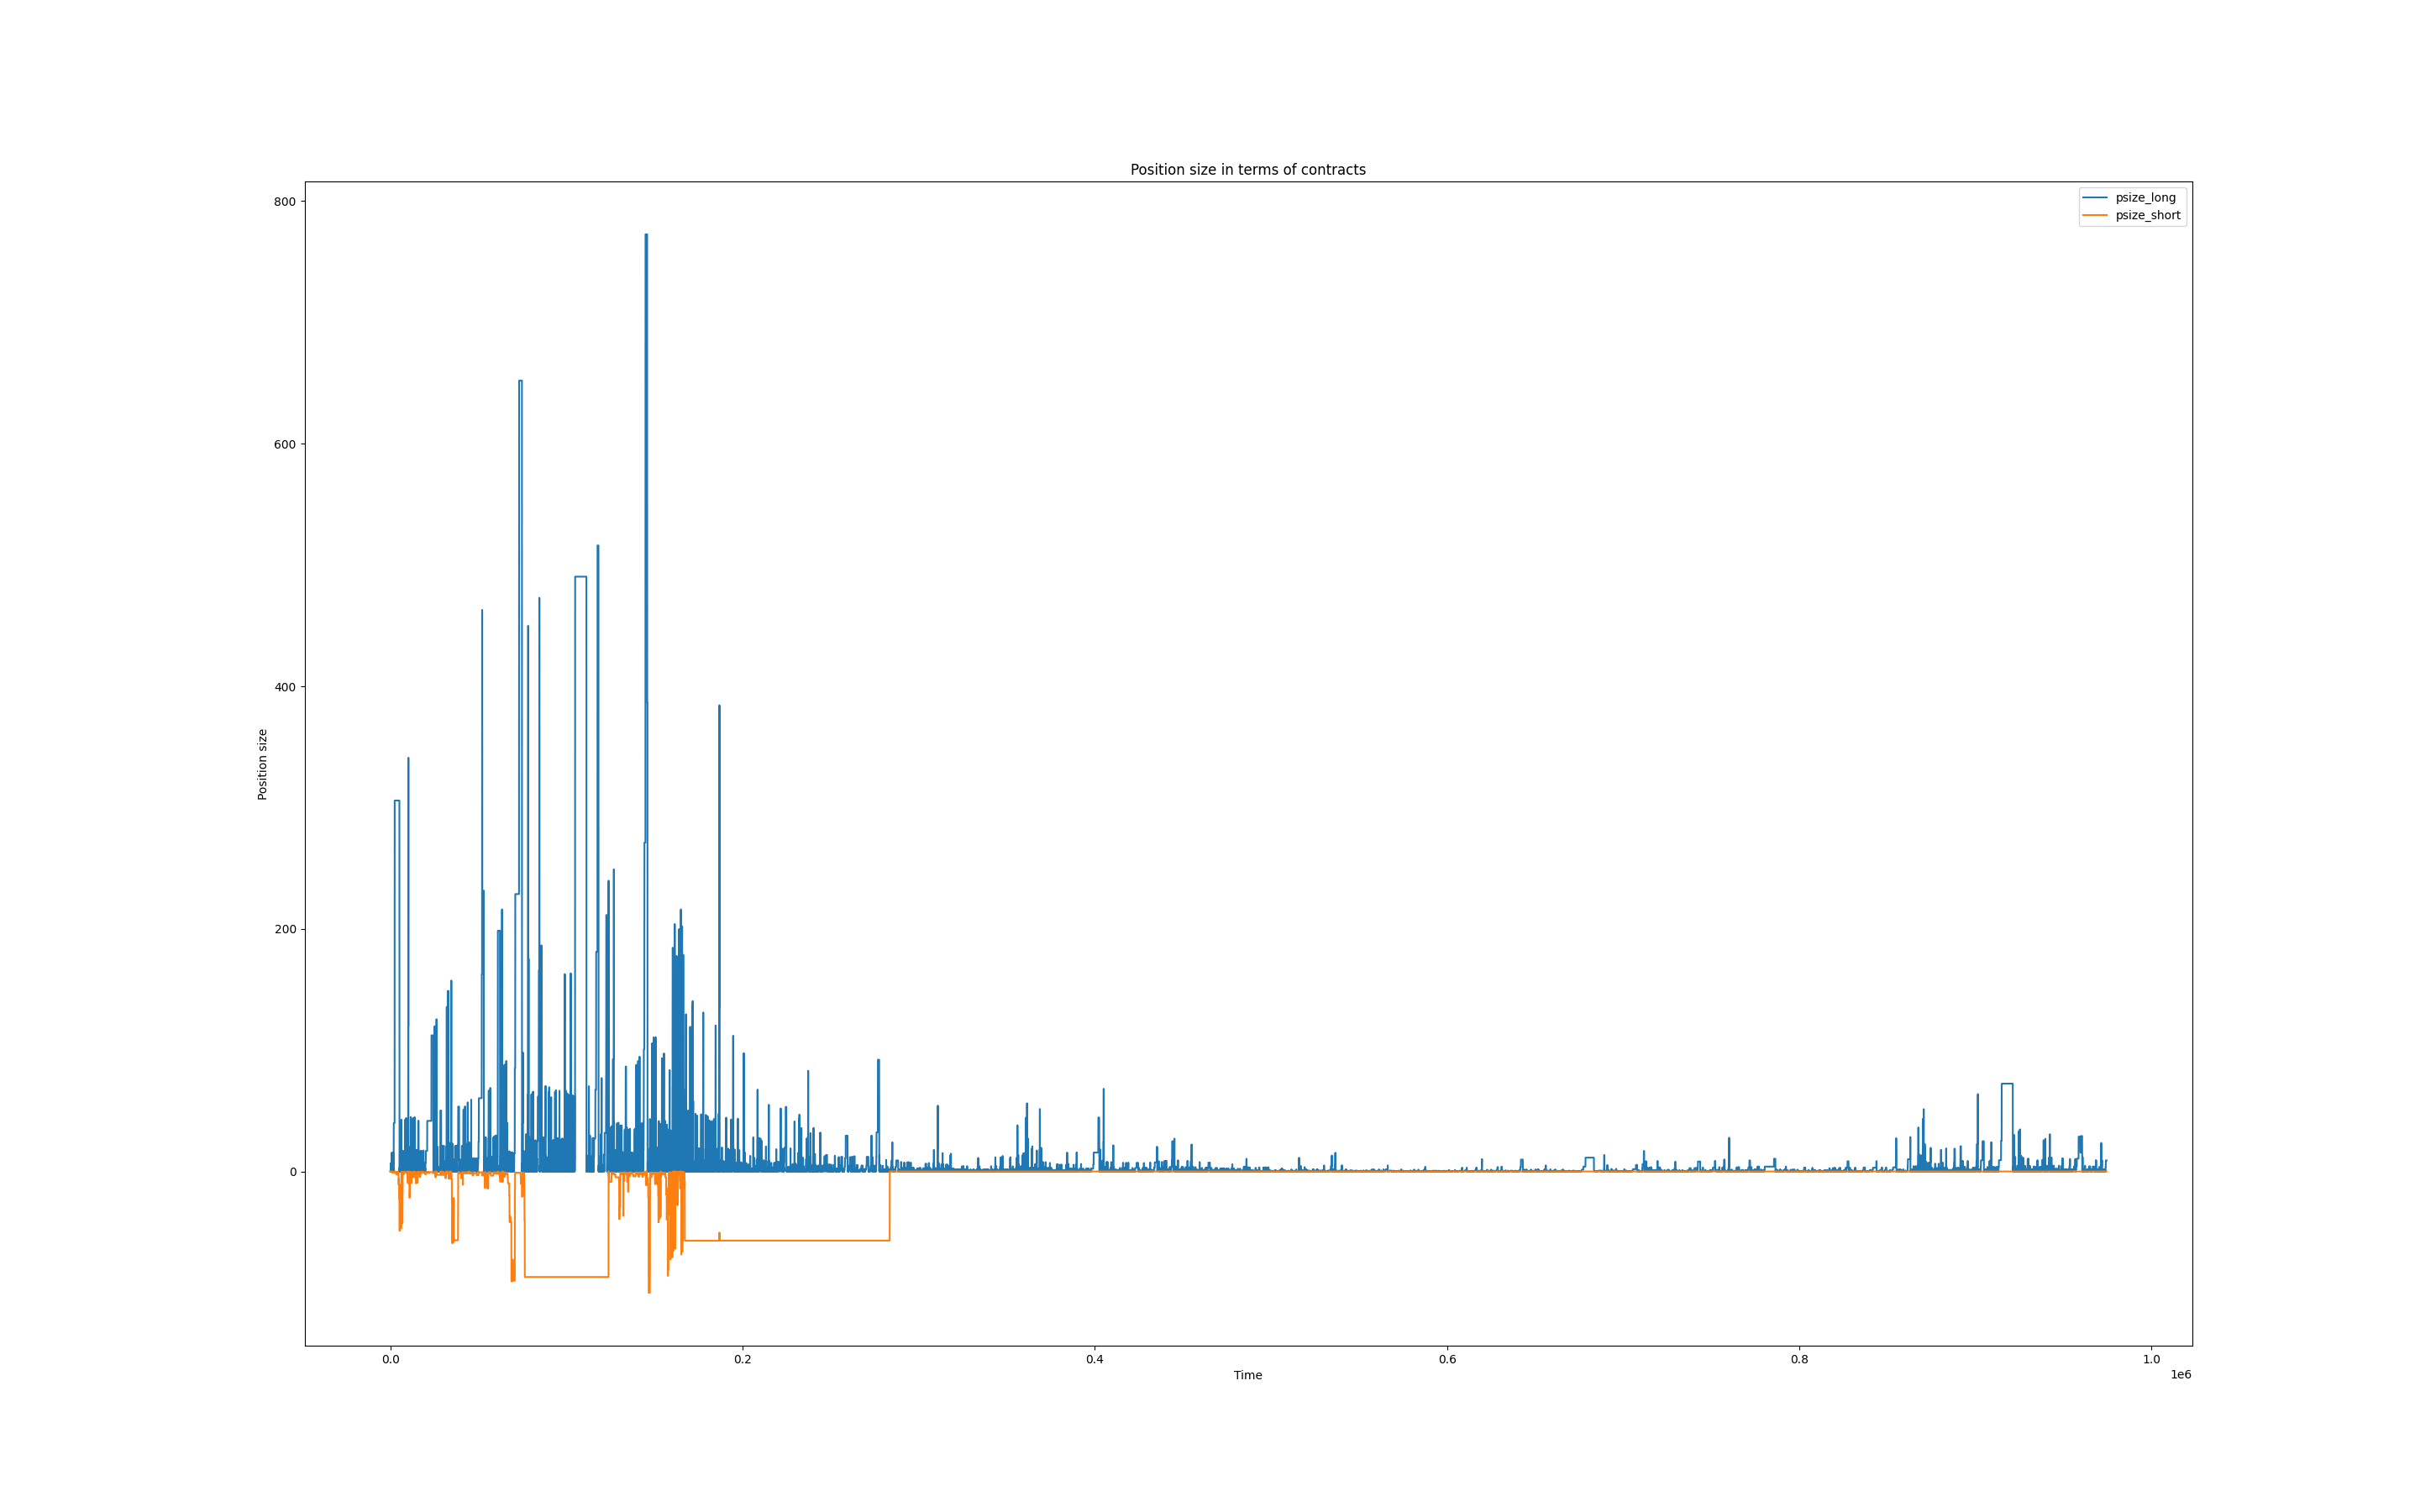 Position size in terms of contracts
psize_long
psize_short
800
600
400
200
0
Position size
0.0
0.2
0.4
0.6
0.8
1.0
1e6
Time